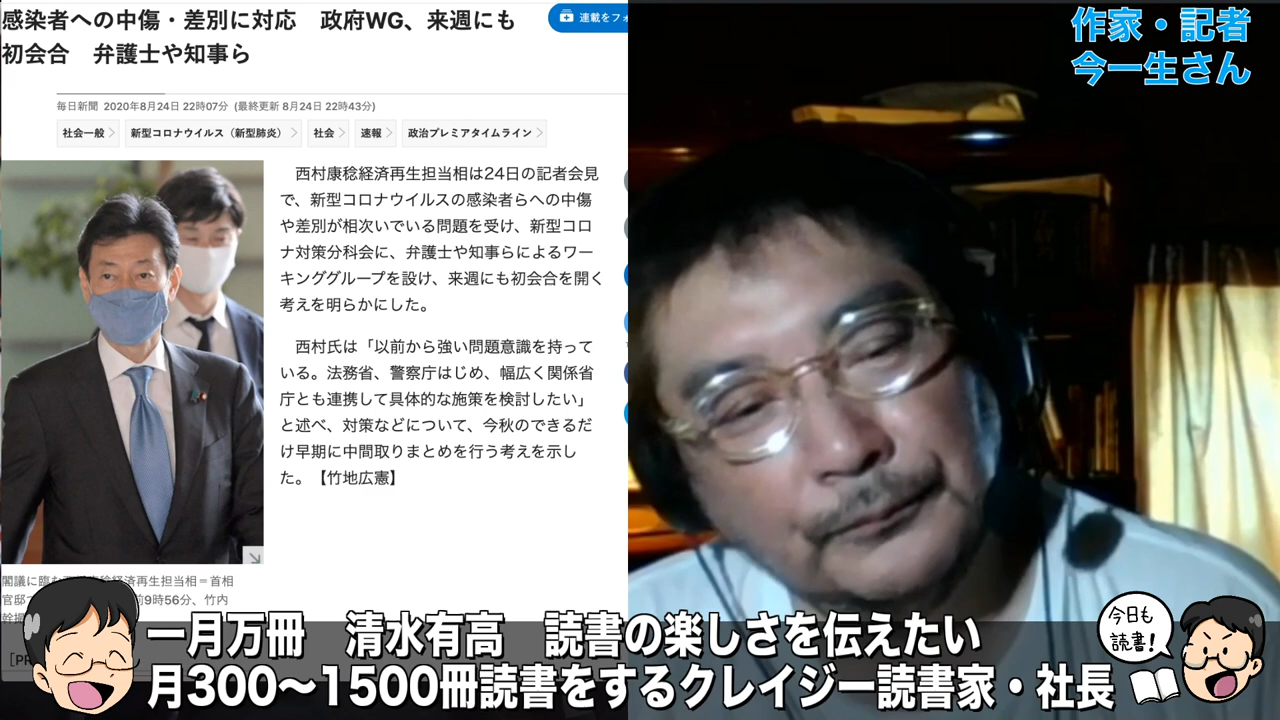 感染者への中傷・差別に対応　政府WG、来週にも
初会合　弁護士や知事ら
連載をフォ
毎日新聞 2020年8月24日 22時07分 (最終更新 8月24日 22時43分)
社会一般
新型コロナウイルス（新型肺炎）
社会
速報
政治プレミアタイムライン
西村康稔経済再生担当相は24日の記者会見
で、新型コロナウイルスの感染者らへの中傷
や差別が相次いでいる問題を受け、新型コロ
ナ対策分科会に、弁護士や知事らによるワー
キンググループを設け、来週にも初会合を開く
考えを明らかにした。
西村氏は「以前から強い問題意識を持って
いる。法務省、警察庁はじめ、幅広く関係省
庁とも連携して具体的な施策を検討したい」
と述べ、対策などについて、今秋のできるだ
け早期に中間取りまとめを行う考えを示し
た。【竹地広憲】
閣議に臨む西村康稔経済再生担当相＝首相
官邸で 前9時56分、竹内
[PR
作家・記者
今一生さん
今日も
読書!
一月万冊　清水有高　読書の楽しさを伝えたい
月300〜1500冊読書をするクレイジー読書家・社長